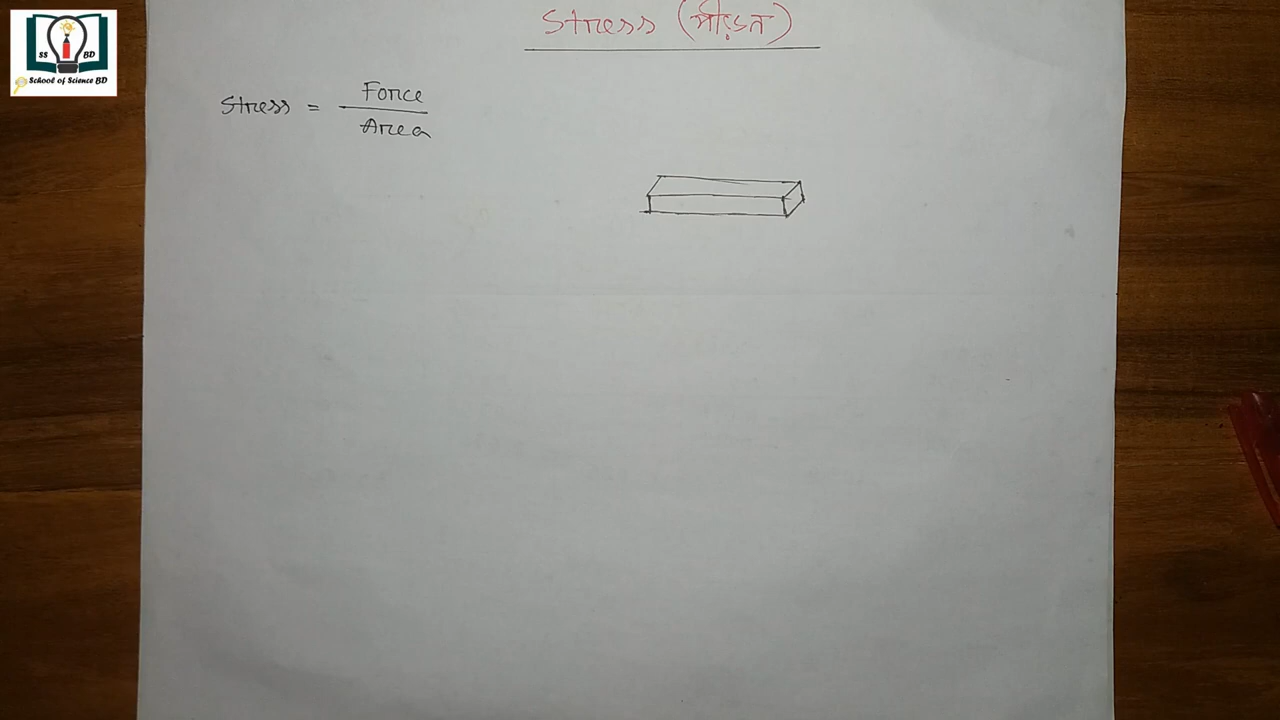 SS BD
School of Science BD
Stress (পীড়ন)
Stress = Force / Area